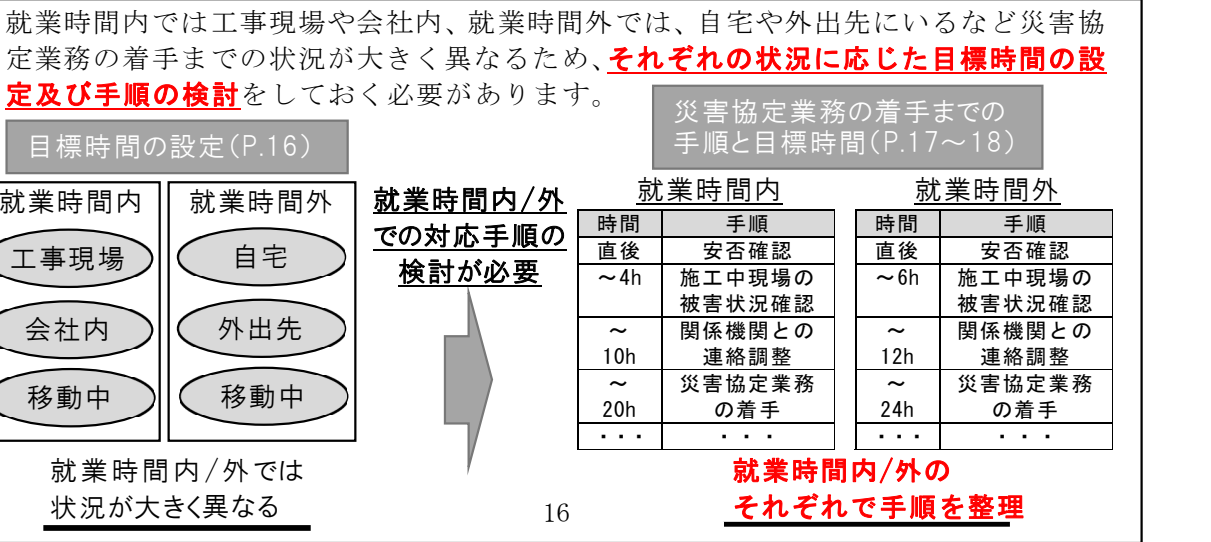 就業時間内では工事現場や会社内、就業時間外では、自宅や外出先にいるなど災害協
定業務の着手までの状況が大きく異なるため、それぞれの状況に応じた目標時間の設
定及び手順の検討をしておく必要があります。
目標時間の設定(P.16)
就業時間内
工事現場
会社内
移動中
就業時間外
自宅
外出先
移動中
就業時間内/外では
状況が大きく異なる
就業時間内/外
での対応手順の
検討が必要
災害協定業務の着手までの
手順と目標時間(P.17～18)
就業時間内
時間 手順
直後 安否確認
～4h 施工中現場の
被害状況確認
～ 関係機関との
10h 連絡調整
～ 災害協定業務
20h の着手
・・・ ・・・
就業時間外
時間 手順
直後 安否確認
～6h 施工中現場の
被害状況確認
～ 関係機関との
12h 連絡調整
～ 災害協定業務
24h の着手
・・・ ・・・
就業時間内/外の
それぞれで手順を整理
16